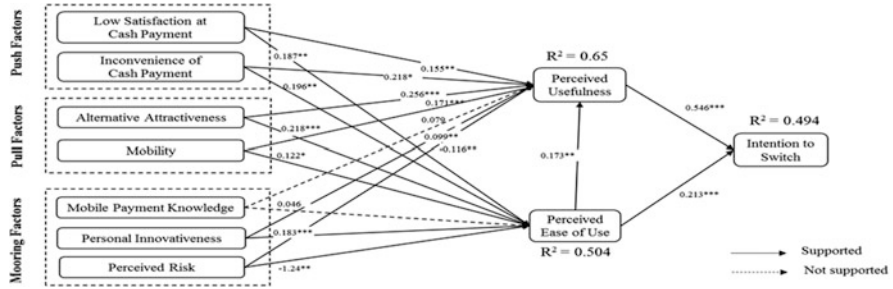 Push Factors
Low Satisfaction at
Cash Payment
Inconvenience of
Cash Payment
Pull Factors
Alternative Attractiveness
Mobility
Mooring Factors
Mobile Payment Knowledge
Personal Innovativeness
Perceived Risk
0.187**
0.196**
0.218***
0.122*
0.046
0.183***
-1.24**
0.155**
0.218*
0.256***
0.1715**
0.079
0.099**
-0.116**
R² = 0.65
Perceived
Usefulness
0.173**
Perceived
Ease of Use
R² = 0.504
0.546***
0.213***
R² = 0.494
Intention to
Switch
Supported
Not supported